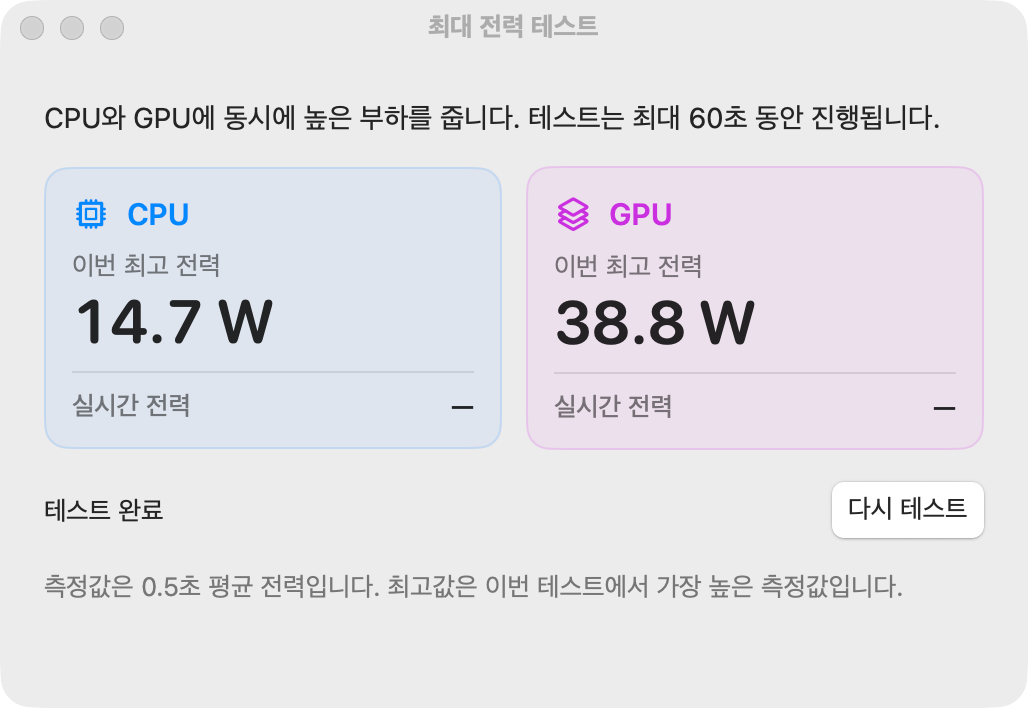 최대 전력 테스트
CPU와 GPU에 동시에 높은 부하를 줍니다. 테스트는 최대 60초 동안 진행됩니다.
CPU
이번 최고 전력
14.7 W
실시간 전력 —
GPU
이번 최고 전력
38.8 W
실시간 전력 —
테스트 완료
다시 테스트
측정값은 0.5초 평균 전력입니다. 최고값은 이번 테스트에서 가장 높은 측정값입니다.